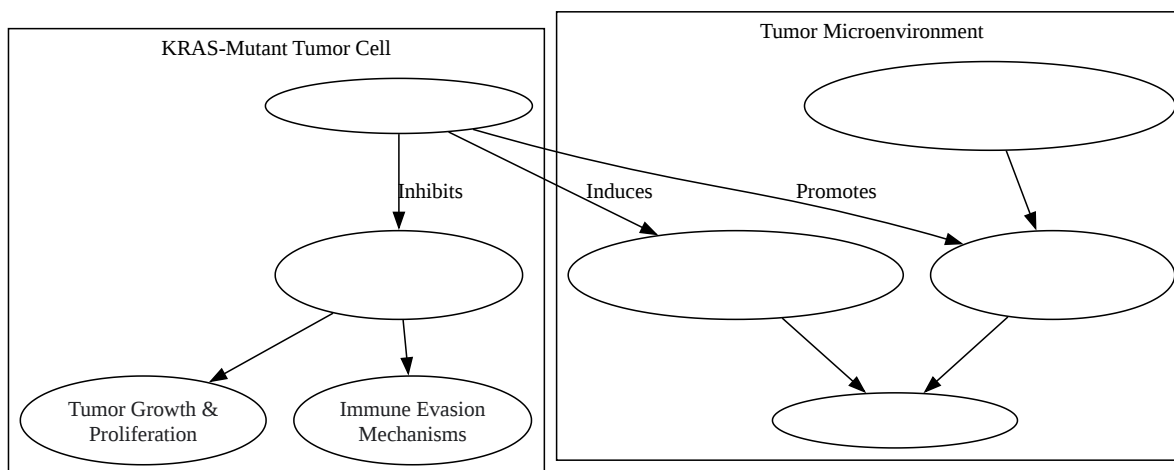 KRAS-Mutant Tumor Cell
Tumor Microenvironment
Inhibits
Induces
Promotes
Tumor Growth &
Proliferation
Immune Evasion
Mechanisms